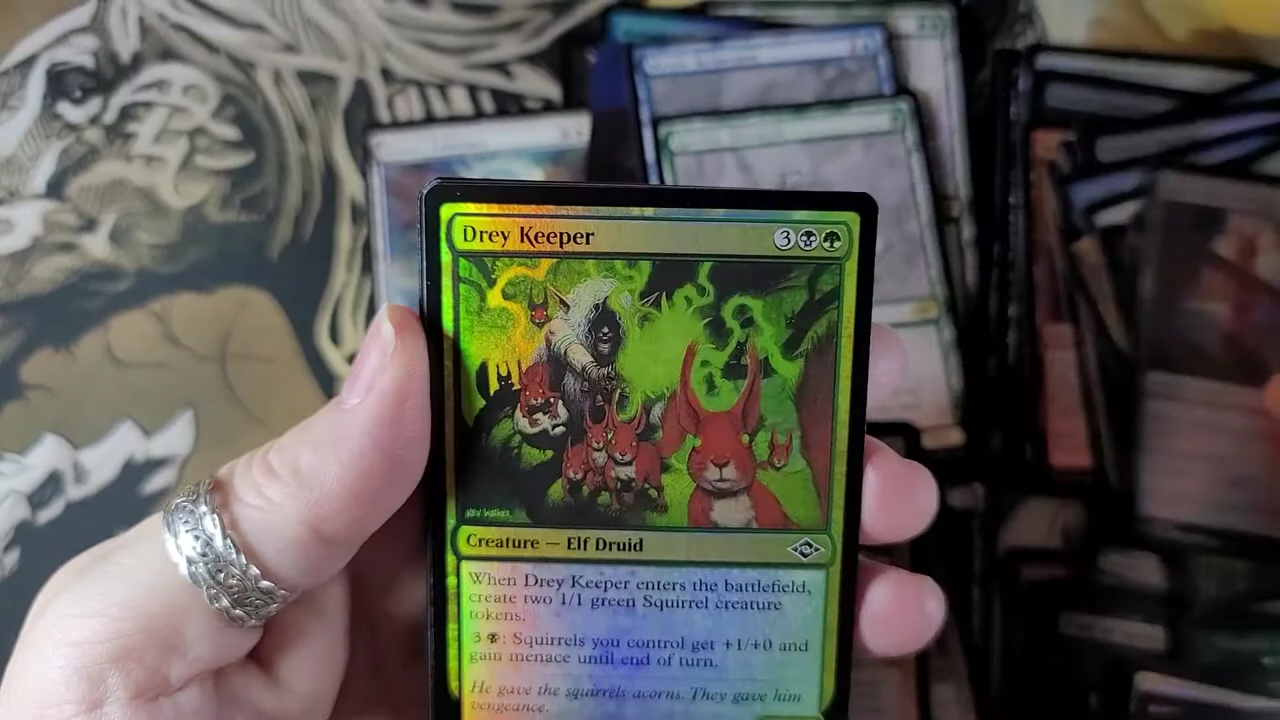 Drey Keeper 3
KEV WALKER
Creature — Elf Druid
When Drey Keeper enters the battlefield,
create two 1/1 green Squirrel creature
tokens.
3 : Squirrels you control get +1/+0 and
gain menace until end of turn.
He gave the squirrels acorns. They gave him
vengeance.